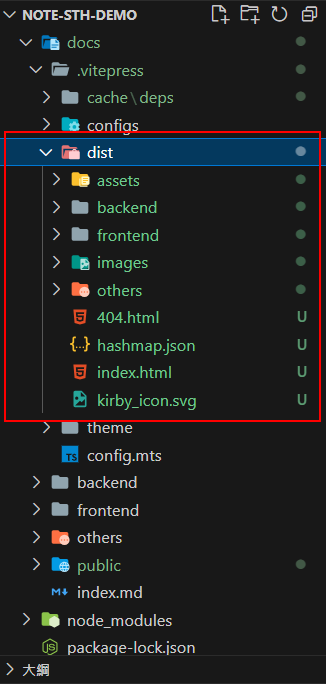 NOTE-STH-DEMO
docs
.vitepress
cache\deps
configs
dist
assets
backend
frontend
images
others
404.html U
{..} hashmap.json U
index.html U
kirby_icon.svg U
theme
TS config.mts
backend
frontend
others
public
index.md
node_modules
package-lock.json
大綱